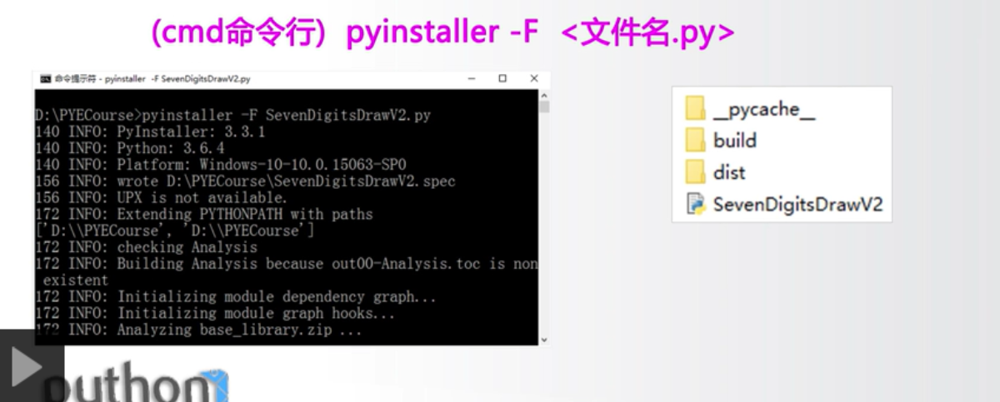 (cmd命令行) pyinstaller -F <文件名.py>
命令提示符 - pyinstaller -F SevenDigitsDrawV2.py
D:\PYECourse>pyinstaller -F SevenDigitsDrawV2.py
140 INFO: PyInstaller: 3.3.1
140 INFO: Python: 3.6.4
140 INFO: Platform: Windows-10-10.0.15063-SP0
156 INFO: wrote D:\PYECourse\SevenDigitsDrawV2.spec
156 INFO: UPX is not available.
172 INFO: Extending PYTHONPATH with paths
['D:\\PYECourse', 'D:\\PYECourse']
172 INFO: checking Analysis
172 INFO: Building Analysis because out00-Analysis.toc is non
existent
172 INFO: Initializing module dependency graph...
172 INFO: Initializing module graph hooks...
172 INFO: Analyzing base_library.zip ...
__pycache__
build
dist
SevenDigitsDrawV2
python